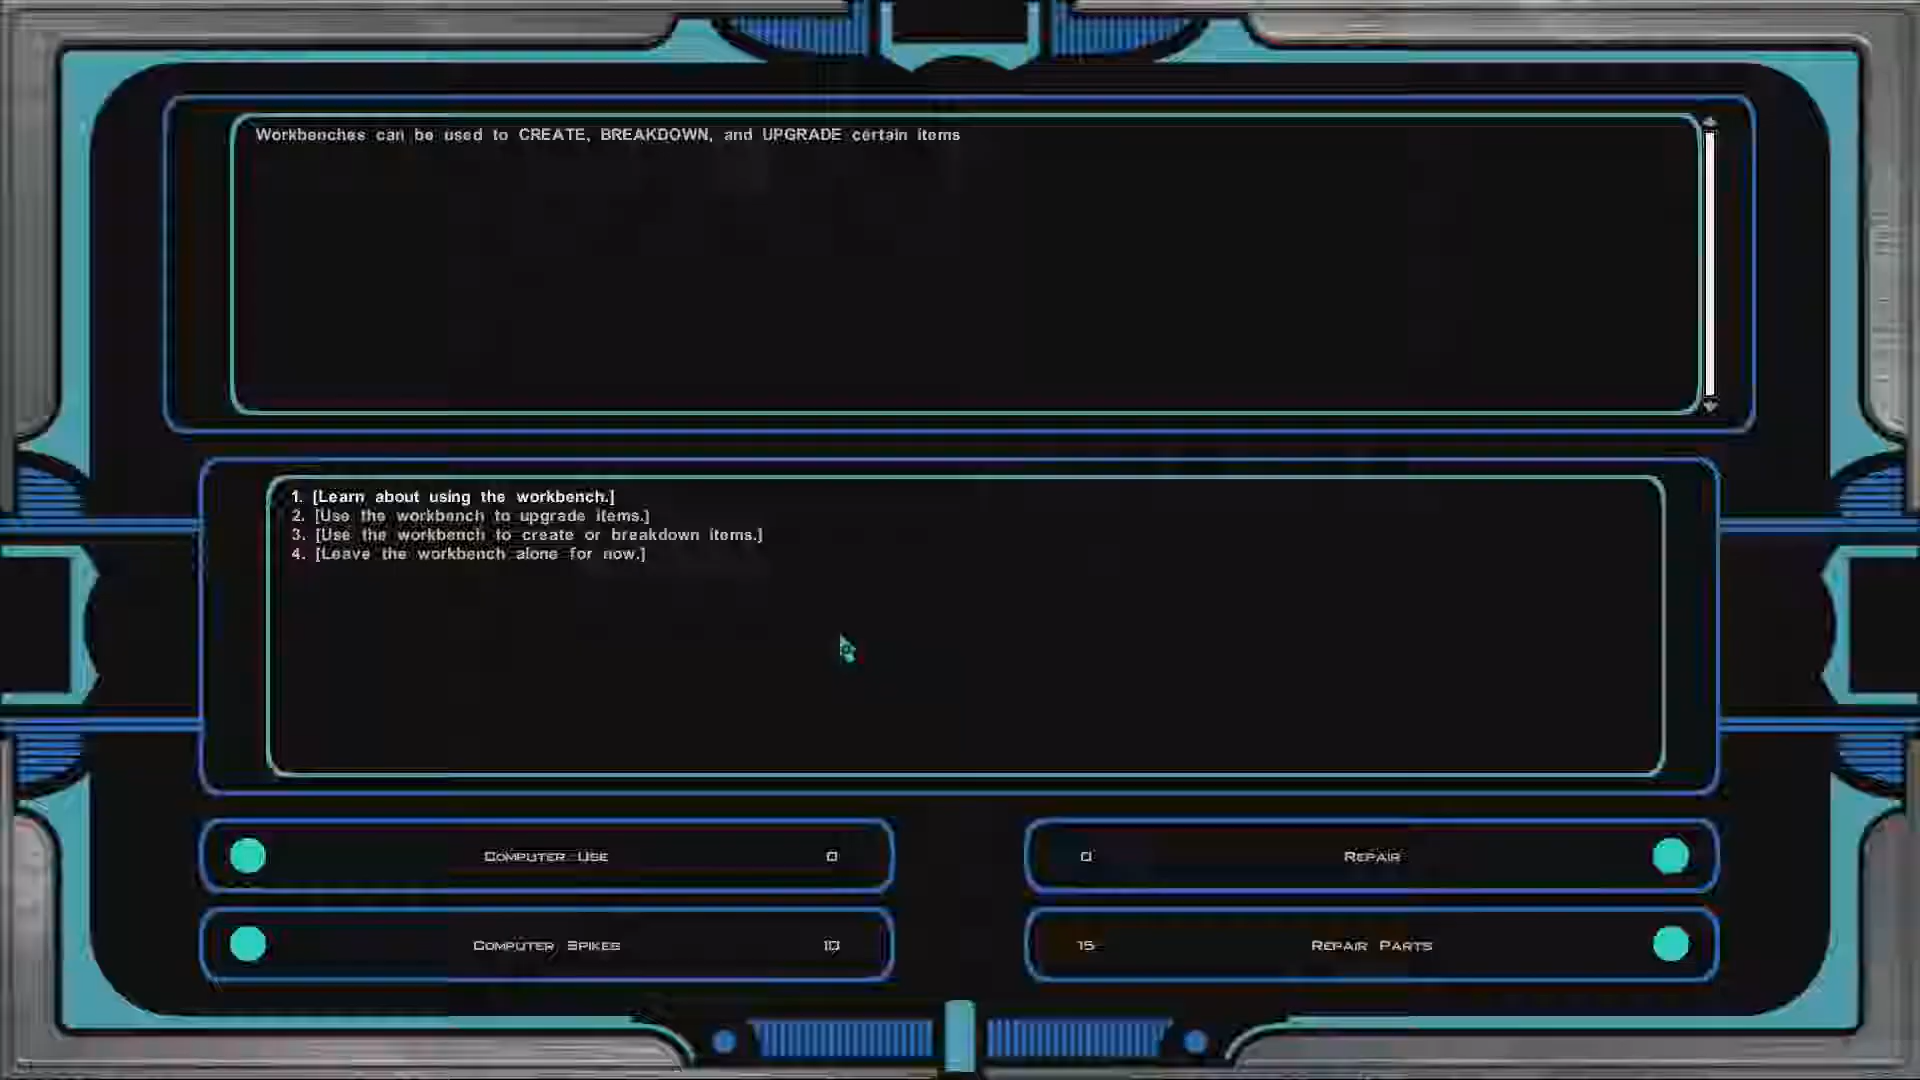 Workbenches can be used to CREATE, BREAKDOWN, and UPGRADE certain items
1. [Learn about using the workbench.]
2. [Use the workbench to upgrade items.]
3. [Use the workbench to create or breakdown items.]
4. [Leave the workbench alone for now.]
Computer Use 0
0 Repair
Computer Spikes 10
15 Repair Parts